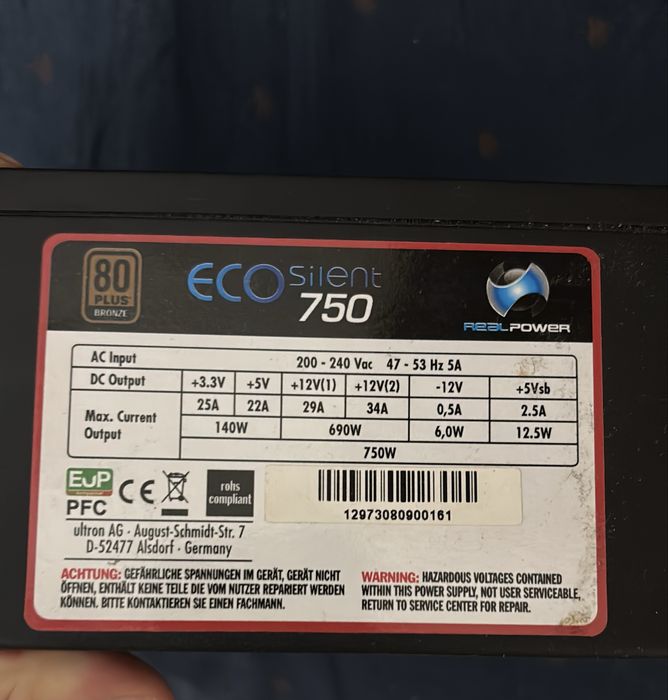 80
PLUS
BRONZE
ECO Silent
750
REALPOWER
AC Input 200 - 240 Vac 47 - 53 Hz 5A
DC Output +3.3V +5V +12V(1) +12V(2) -12V +5Vsb
Max. Current Output 25A 22A 29A 34A 0,5A 2.5A
140W 690W 6,0W 12.5W
750W
EuP
PFC
CE
rohs
compliant
12973080900161
ultron AG · August-Schmidt-Str. 7
D-52477 Alsdorf · Germany
ACHTUNG: GEFÄHRLICHE SPANNUNGEN IM GERÄT, GERÄT NICHT
ÖFFNEN, ENTHÄLT KEINE TEILE DIE VOM NUTZER REPARIERT WERDEN
KÖNNEN. BITTE KONTAKTIEREN SIE EINEN FACHMANN.
WARNING: HAZARDOUS VOLTAGES CONTAINED
WITHIN THIS POWER SUPPLY, NOT USER SERVICEABLE,
RETURN TO SERVICE CENTER FOR REPAIR.